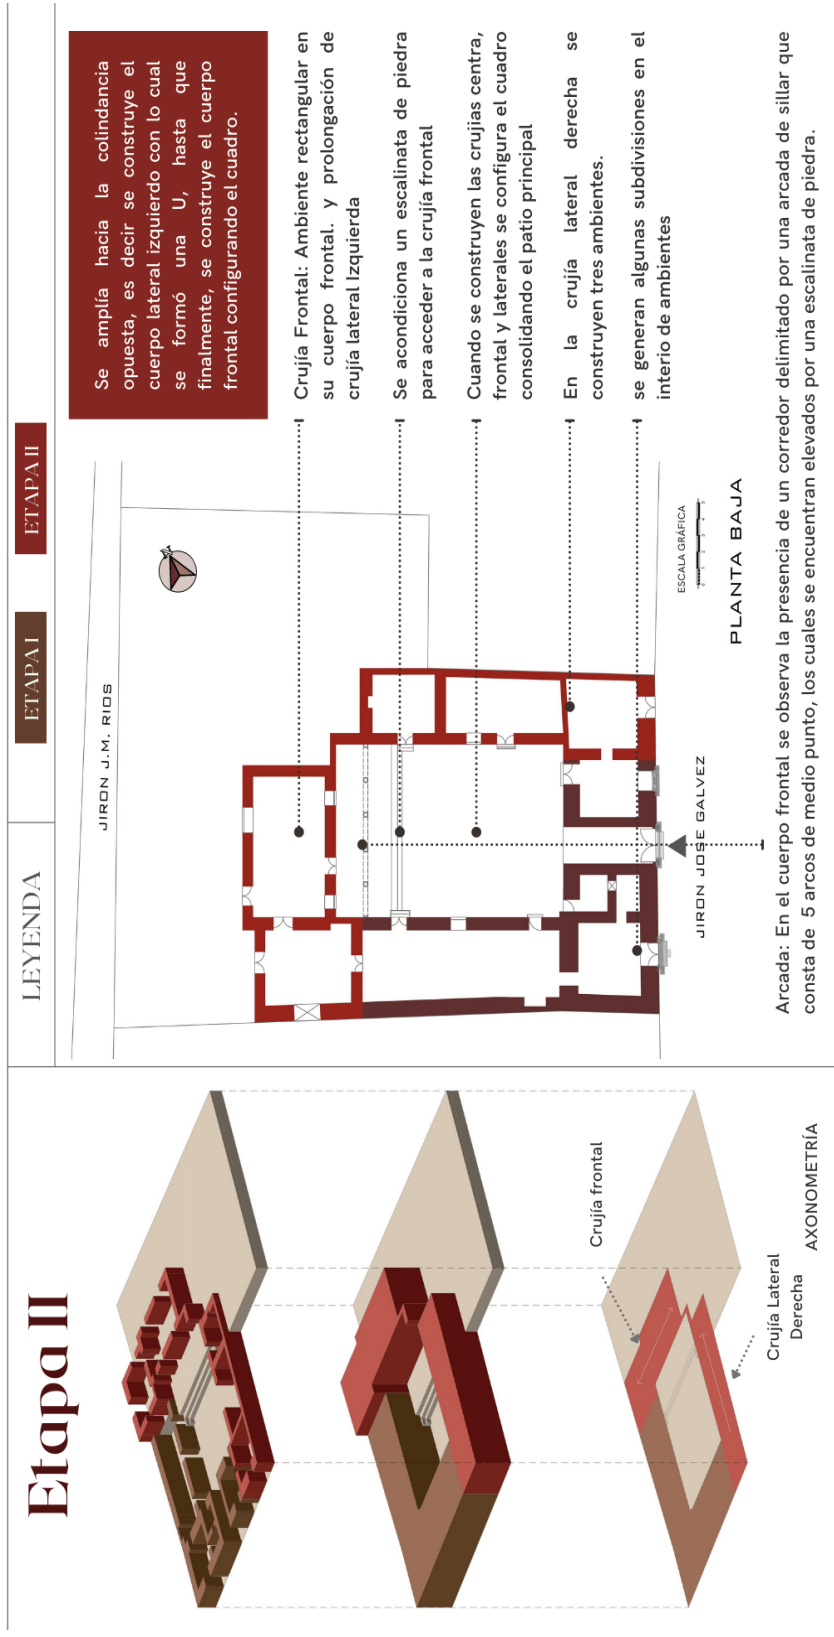 Etapa II
LEYENDA
ETAPA I
ETAPA II
JIRON J.M. RIOS
N
Se amplía hacia la colindancia
opuesta, es decir se construye el
cuerpo lateral izquierdo con lo cual
se formó una U, hasta que
finalmente, se construye el cuerpo
frontal configurando el cuadro.
Crujía Frontal: Ambiente rectangular en
su cuerpo frontal. y prolongación de
crujía lateral Izquierda
Se acondiciona un escalinata de piedra
para acceder a la crujía frontal
Cuando se construyen las crujias centra,
frontal y laterales se configura el cuadro
consolidando el patio principal
En la crujía lateral derecha se
construyen tres ambientes.
se generan algunas subdivisiones en el
interio de ambientes
JIRON JOSE GALVEZ
ESCALA GRÁFICA
PLANTA BAJA
Crujía frontal
Crujía Lateral
Derecha
AXONOMETRÍA
Arcada: En el cuerpo frontal se observa la presencia de un corredor delimitado por una arcada de sillar que
consta de 5 arcos de medio punto, los cuales se encuentran elevados por una escalinata de piedra.